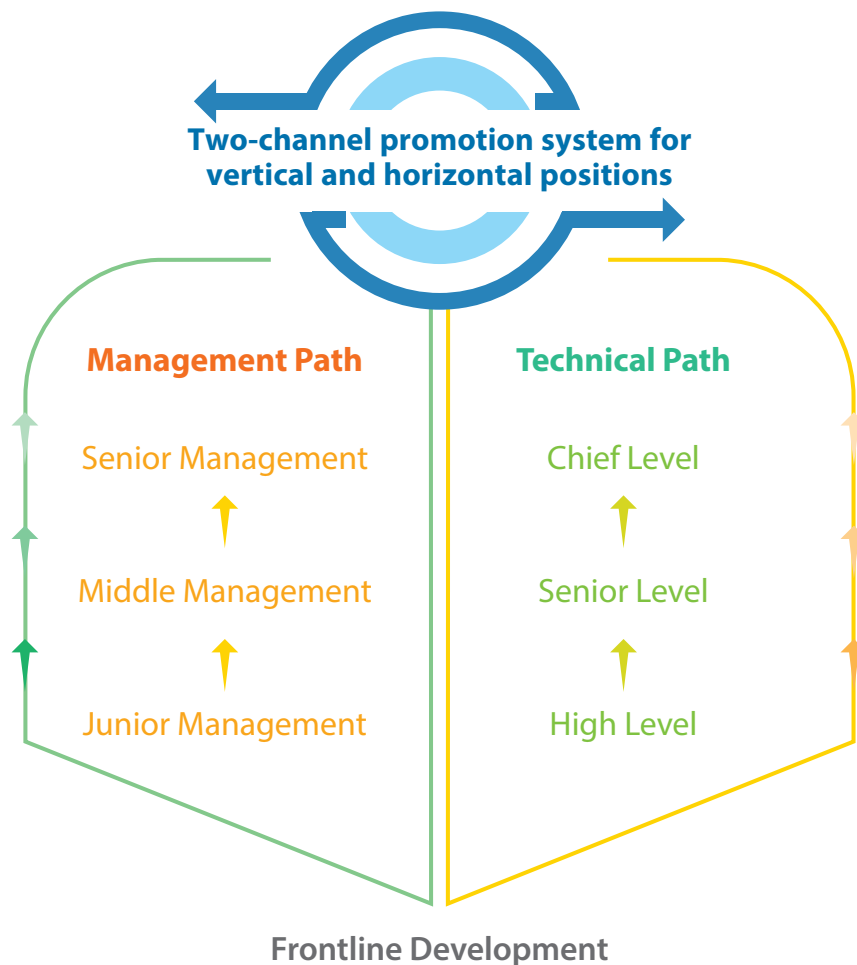 Two-channel promotion system for
vertical and horizontal positions
Management Path
Senior Management
Middle Management
Junior Management
Technical Path
Chief Level
Senior Level
High Level
Frontline Development